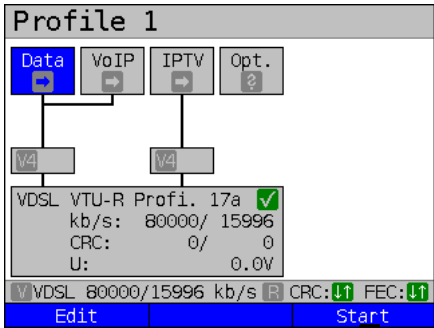 Profile 1
Data VoIP IPTV Opt.
V4 V4
VDSL VTU-R Profi. 17a
kb/s: 80000/ 15996
CRC: 0/ 0
U: 0.0V
V VDSL 80000/15996 kb/s R CRC: FEC:
Edit Start